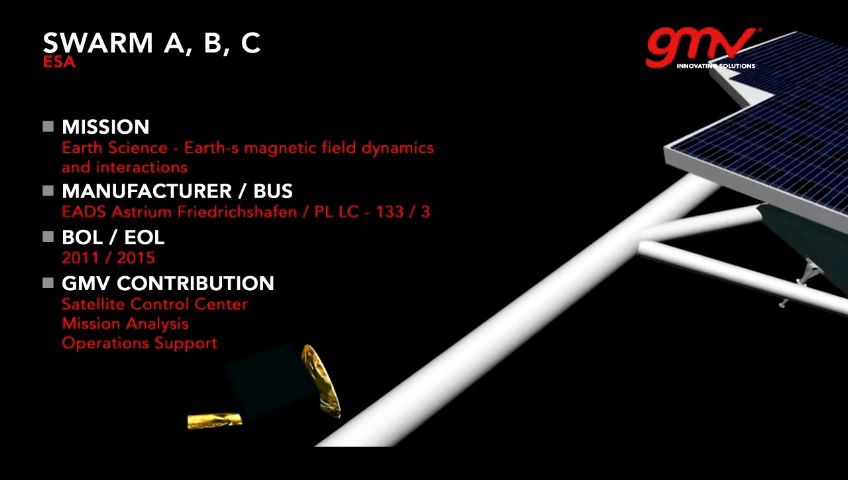 SWARM A, B, C
ESA
gmv
INNOVATING SOLUTIONS
MISSION
Earth Science - Earth-s magnetic field dynamics
and interactions
MANUFACTURER / BUS
EADS Astrium Friedrichshafen / PL LC - 133 / 3
BOL / EOL
2011 / 2015
GMV CONTRIBUTION
Satellite Control Center
Mission Analysis
Operations Support